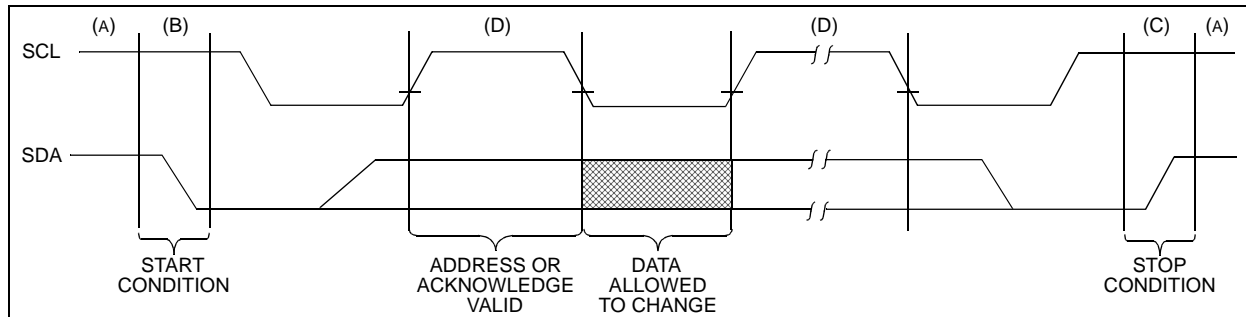 (A) (B) (D) (D) (C) (A)
SCL
SDA
START
CONDITION
ADDRESS OR
ACKNOWLEDGE
VALID
DATA
ALLOWED
TO CHANGE
STOP
CONDITION